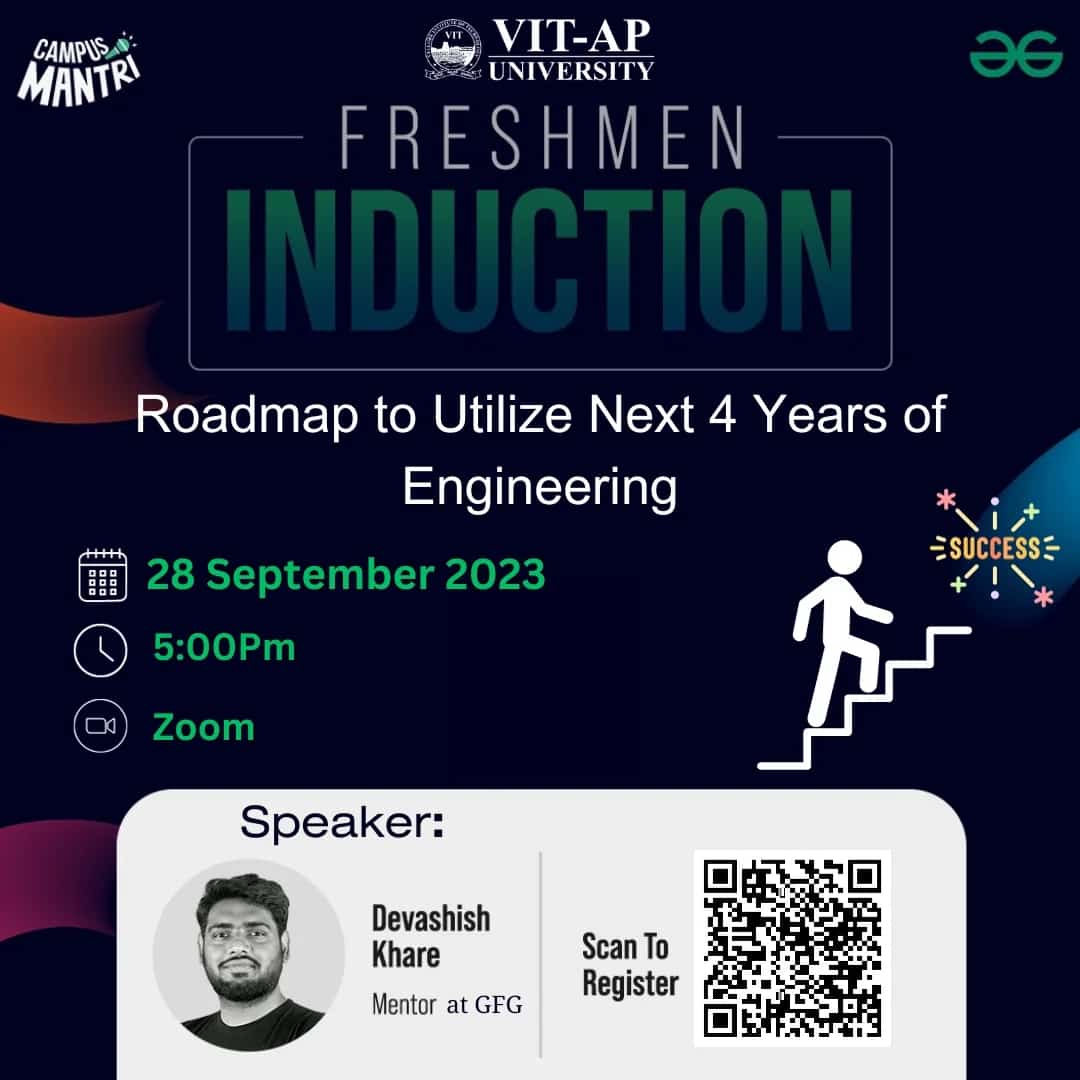 CAMPUS
MANTRI
VIT
VIT-AP
UNIVERSITY
FRESHMEN
INDUCTION
Roadmap to Utilize Next 4 Years of
Engineering
28 September 2023
5:00Pm
Zoom
SUCCESS
Speaker:
Devashish
Khare
Mentor at GFG
Scan To
Register